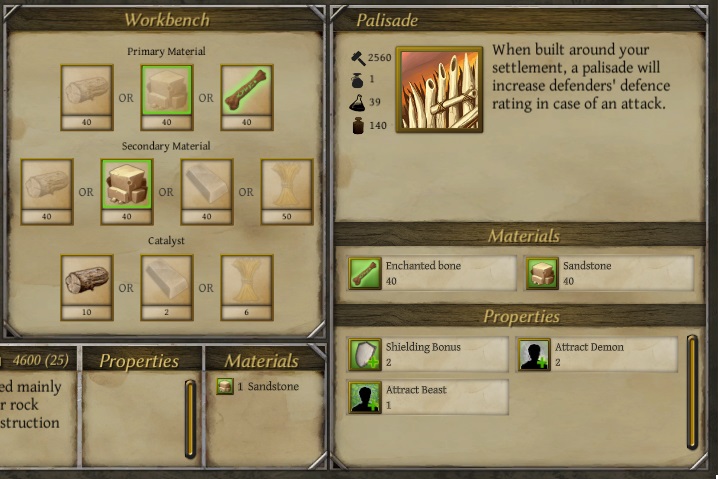 Workbench
Primary Material
OR OR
40 40 40
Secondary Material
OR OR OR
40 40 40 50
Catalyst
OR OR
10 2 6
4600 (25)
ed mainly
r rock
struction
Properties
Materials
1 Sandstone
Palisade
2560
1
39
140
When built around your
settlement, a palisade will
increase defenders' defence
rating in case of an attack.
Materials
Enchanted bone
40
Sandstone
40
Properties
Shielding Bonus
2
Attract Demon
2
Attract Beast
1